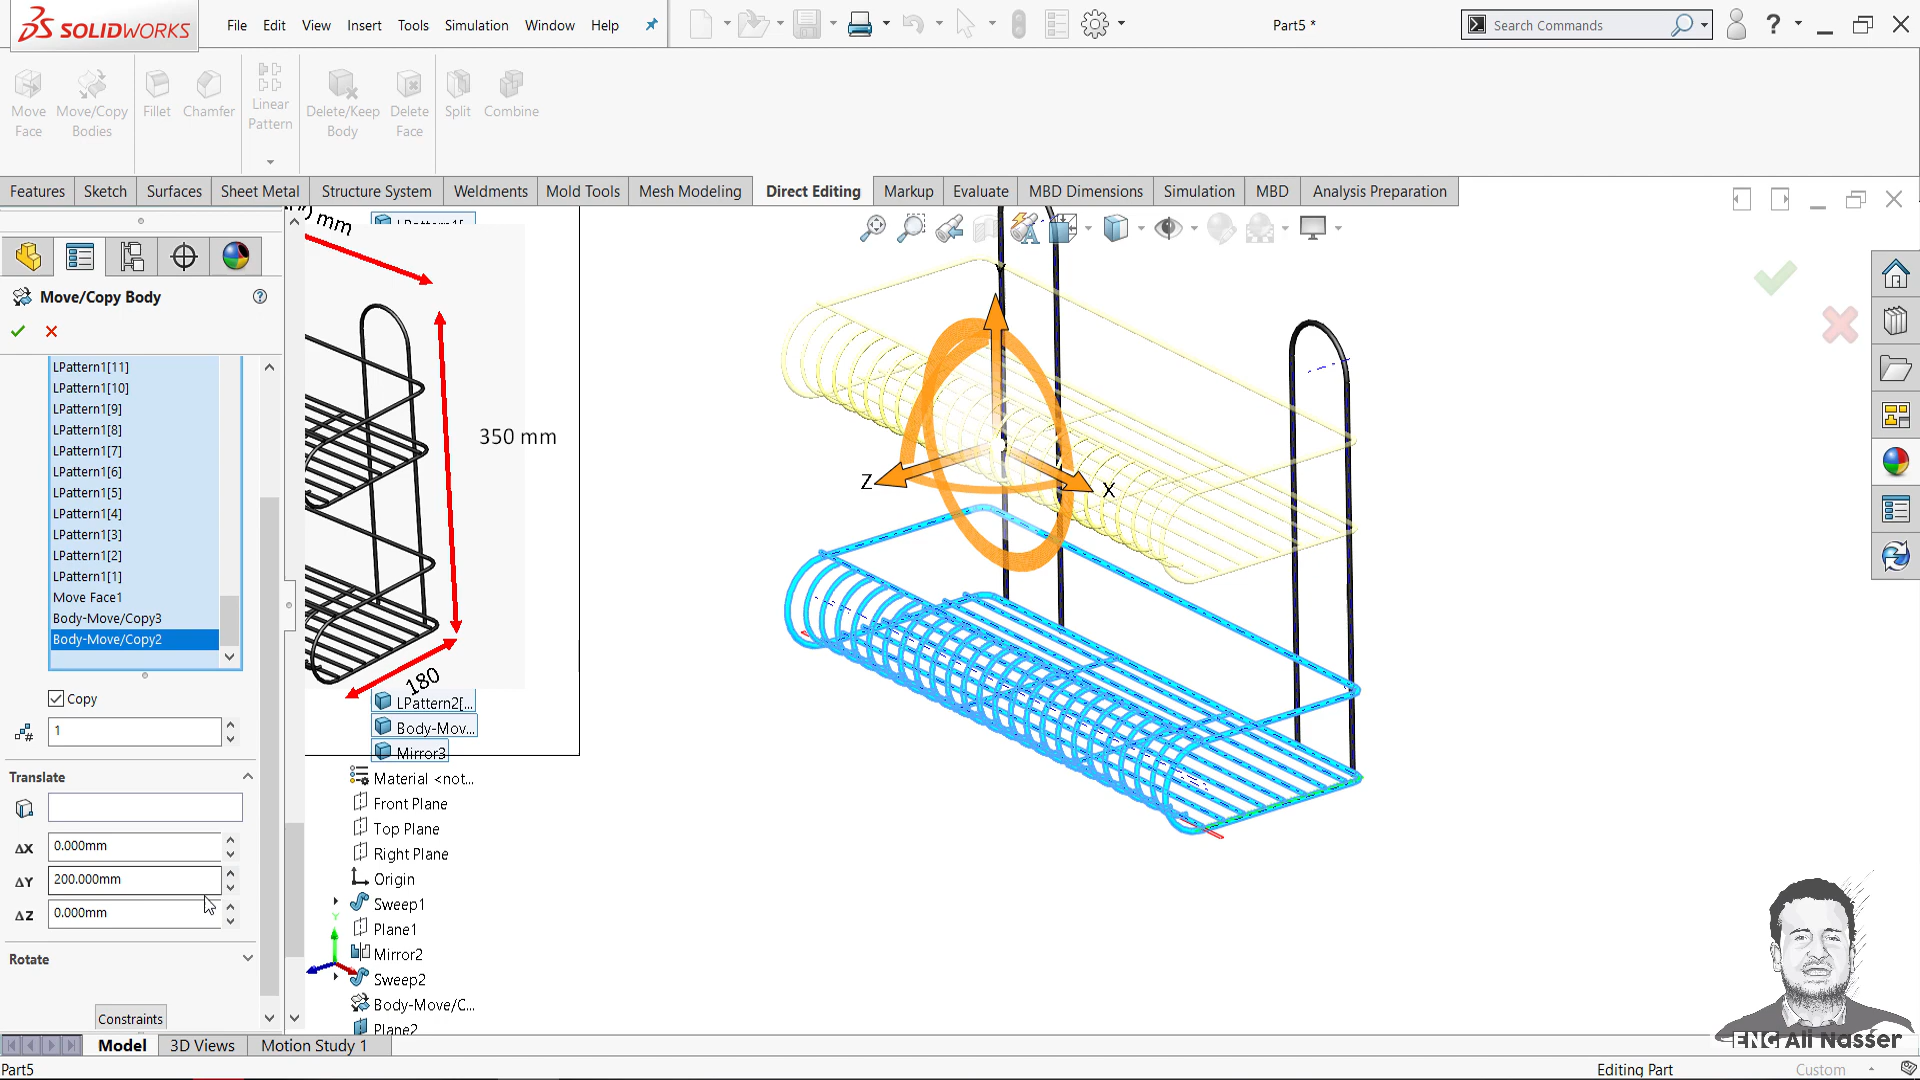 SOLIDWORKS
File Edit View Insert Tools Simulation Window Help
Part5 *
Search Commands
Move Face
Move/Copy Bodies
Fillet
Chamfer
Linear Pattern
Delete/Keep Body
Delete Face
Split
Combine
Features Sketch Surfaces Sheet Metal Structure System Weldments Mold Tools Mesh Modeling Direct Editing Markup Evaluate MBD Dimensions Simulation MBD Analysis Preparation
Move/Copy Body
LPattern1[11]
LPattern1[10]
LPattern1[9]
LPattern1[8]
LPattern1[7]
LPattern1[6]
LPattern1[5]
LPattern1[4]
LPattern1[3]
LPattern1[2]
LPattern1[1]
Move Face1
Body-Move/Copy3
Body-Move/Copy2
Copy
1
Translate
ΔX 0.000mm
ΔY 200.000mm
ΔZ 0.000mm
Rotate
Constraints
mm
350 mm
180
LPattern2[...
Body-Mov...
Mirror3
Material <not...
Front Plane
Top Plane
Right Plane
Origin
Sweep1
Plane1
Mirror2
Sweep2
Body-Move/C...
Plane2
Y
Z
X
Y
ENG Ali Nasser
Model 3D Views Motion Study 1
Part5
Editing Part
Custom